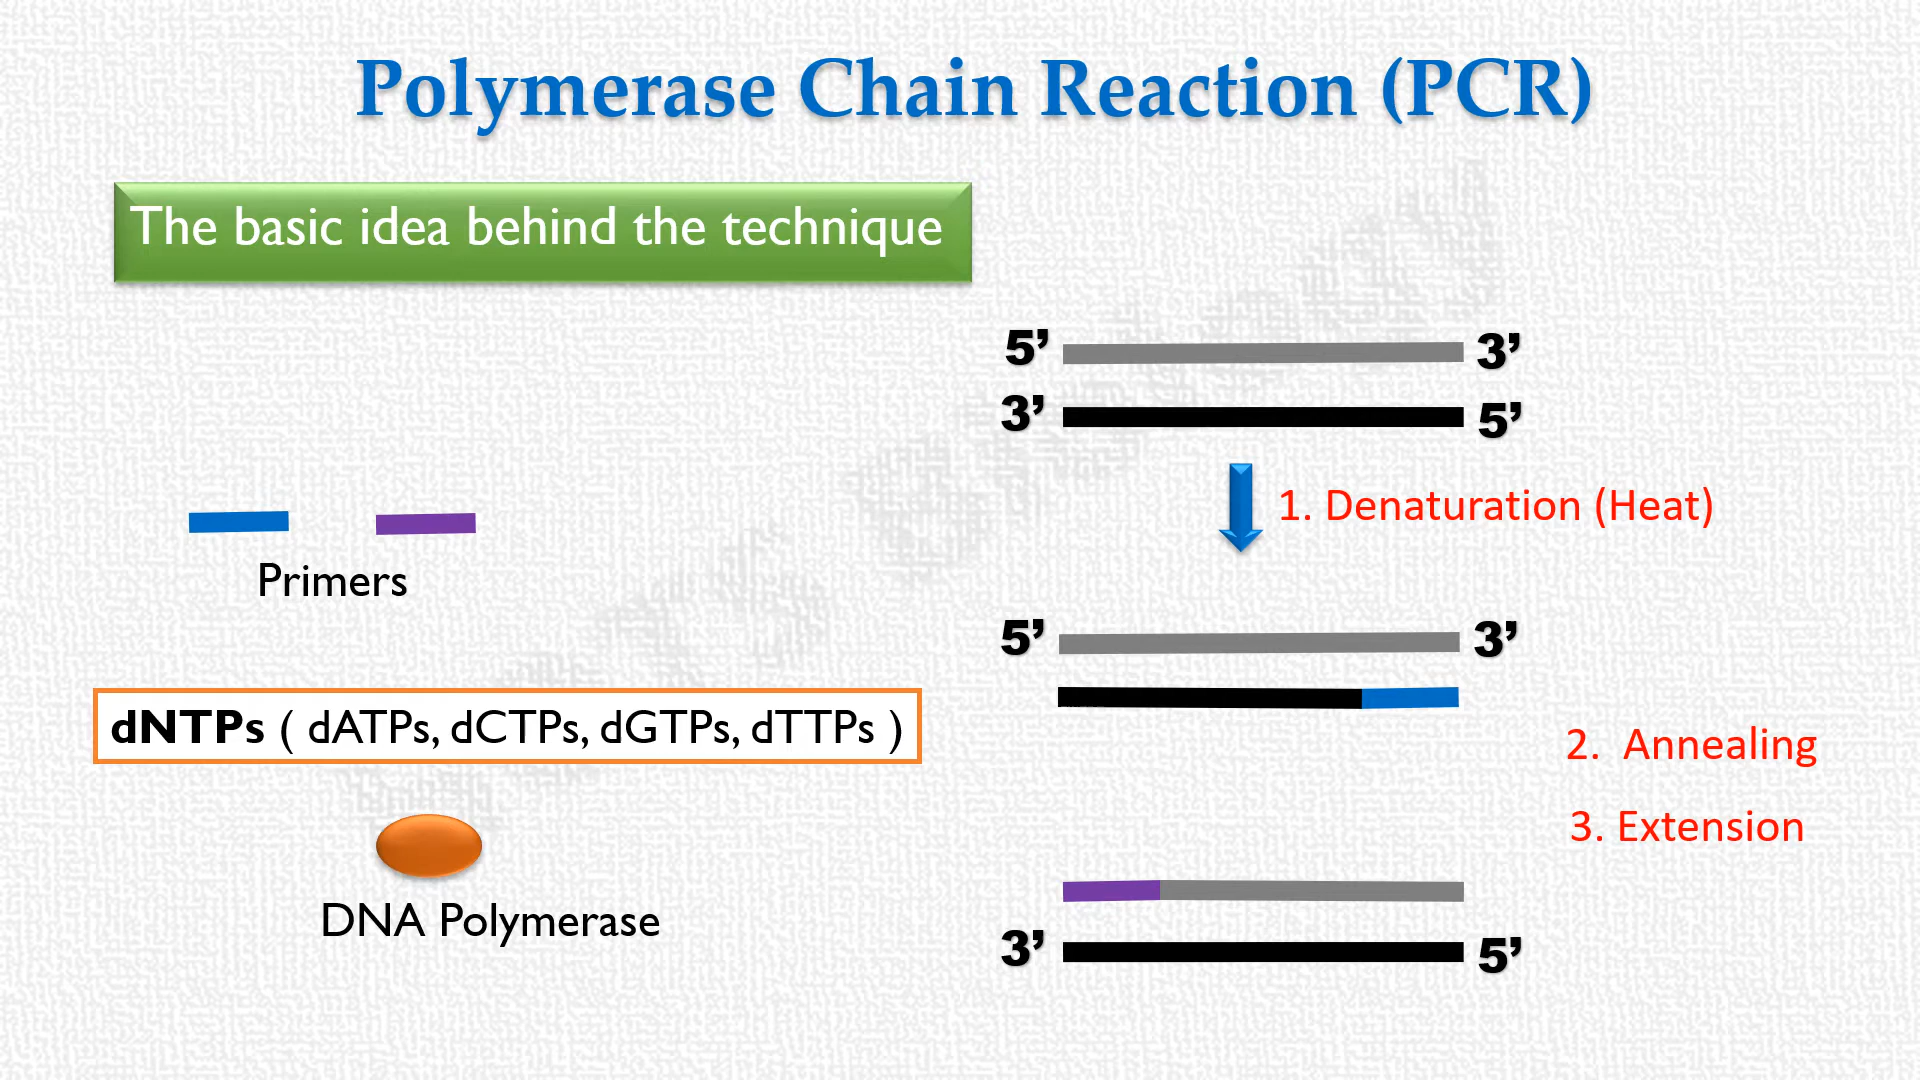 Polymerase Chain Reaction (PCR)
The basic idea behind the technique
5’ 3’
3’ 5’
1. Denaturation (Heat)
Primers
5’ 3’
dNTPs ( dATPs, dCTPs, dGTPs, dTTPs )
2. Annealing
3. Extension
DNA Polymerase
3’ 5’